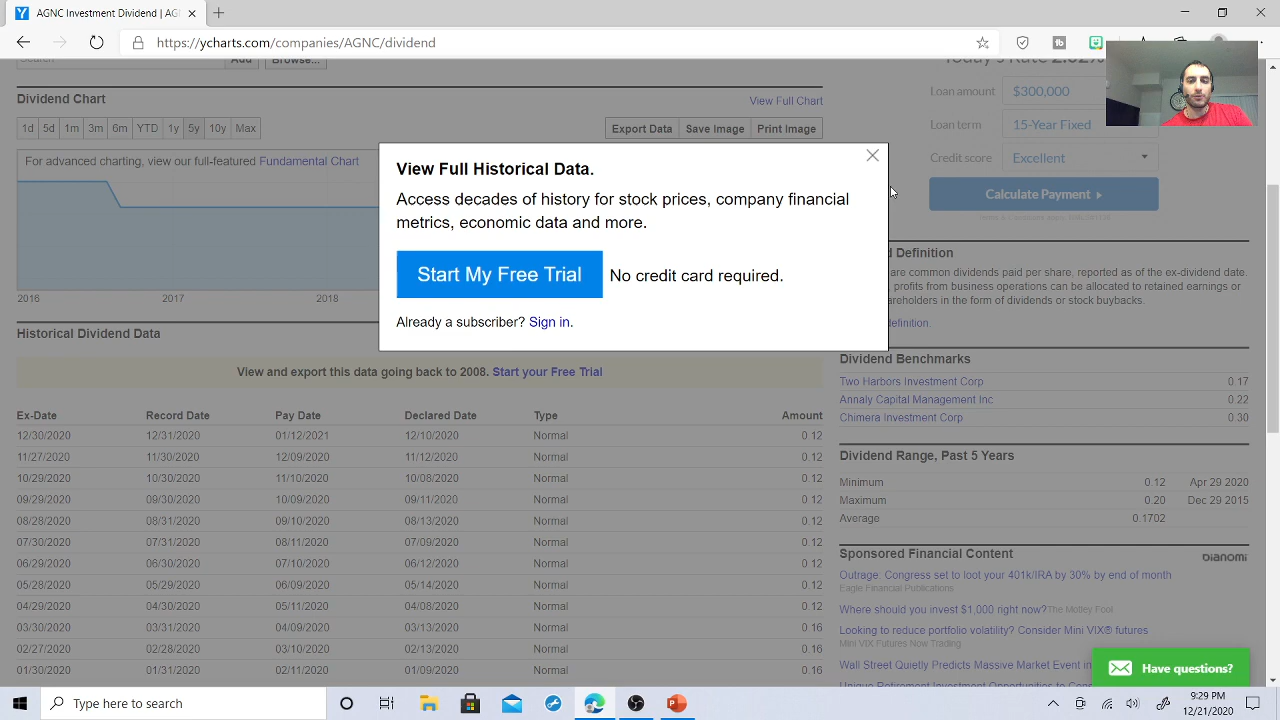 AGNC Investment Dividend | AGN
https://ycharts.com/companies/AGNC/dividend
Search
Add
Browse...
Today's Rate
Dividend Chart
View Full Chart
Loan amount
$300,000
1d 5d 1m 3m 6m YTD 1y 5y 10y Max
Export Data Save Image Print Image
Loan term
15-Year Fixed
For advanced charting, view our full-featured Fundamental Chart
Credit score
Excellent
Calculate Payment
View Full Historical Data.
Access decades of history for stock prices, company financial
metrics, economic data and more.
Start My Free Trial
No credit card required.
Already a subscriber? Sign in.
2016 2017 2018
Definition
are common dividends paid per share, reported as of the ex-dividend date.
profits from business operations can be allocated to retained earnings or
in the form of dividends or stock buybacks.
Historical Dividend Data
View and export this data going back to 2008. Start your Free Trial
Ex-Date Record Date Pay Date Declared Date Type Amount
12/30/2020 12/31/2020 01/12/2021 12/10/2020 Normal 0.12
11/27/2020 11/30/2020 12/09/2020 11/12/2020 Normal 0.12
10/29/2020 10/30/2020 11/10/2020 10/08/2020 Normal 0.12
09/29/2020 09/30/2020 10/09/2020 09/11/2020 Normal 0.12
08/28/2020 08/31/2020 09/10/2020 08/13/2020 Normal 0.12
07/30/2020 07/31/2020 08/11/2020 07/09/2020 Normal 0.12
06/29/2020 06/30/2020 07/10/2020 06/12/2020 Normal 0.12
05/28/2020 05/29/2020 06/09/2020 05/14/2020 Normal 0.12
04/29/2020 04/30/2020 05/11/2020 04/08/2020 Normal 0.12
03/30/2020 03/31/2020 04/09/2020 03/13/2020 Normal 0.16
02/27/2020 02/28/2020 03/10/2020 02/13/2020 Normal 0.16
01/30/2020 01/31/2020 02/11/2020 01/09/2020 Normal 0.16
Dividend Benchmarks
Two Harbors Investment Corp 0.17
Annaly Capital Management Inc 0.22
Chimera Investment Corp 0.30
Dividend Range, Past 5 Years
Minimum 0.12 Apr 29 2020
Maximum 0.20 Dec 29 2015
Average 0.1702
Sponsored Financial Content
bianomi
Outrage: Congress set to loot your 401k/IRA by 30% by end of month
Eagle Financial Publications
Where should you invest $1,000 right now? The Motley Fool
Looking to reduce portfolio volatility? Consider Mini VIX® futures
Mini VIX Futures Now Trading
Wall Street Quietly Predicts Massive Market Event in
Have questions?
Type here to search
9:29 PM
12/21/2020